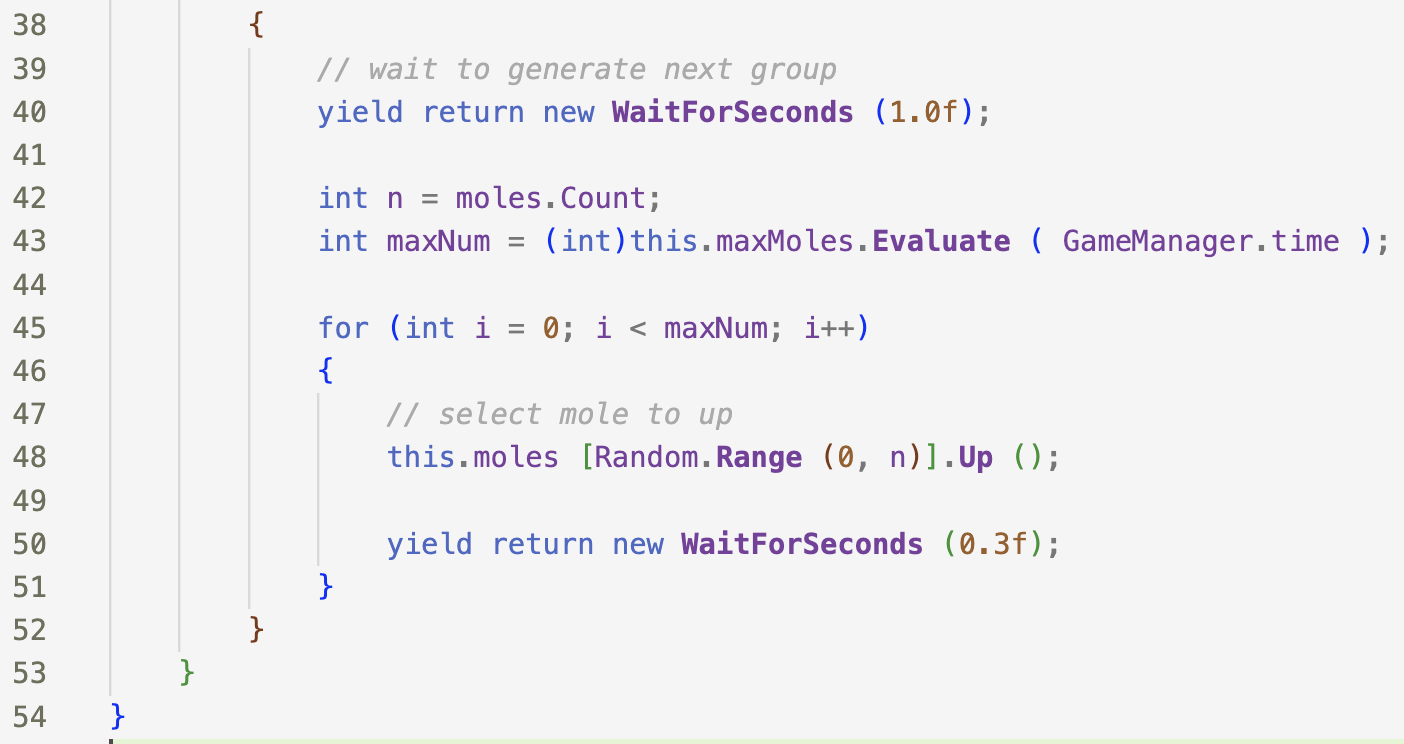 38 {
39 // wait to generate next group
40 yield return new WaitForSeconds (1.0f);
41
42 int n = moles.Count;
43 int maxNum = (int)this.maxMoles.Evaluate ( GameManager.time );
44
45 for (int i = 0; i < maxNum; i++)
46 {
47 // select mole to up
48 this.moles [Random.Range (0, n)].Up ();
49
50 yield return new WaitForSeconds (0.3f);
51 }
52 }
53 }
54 }